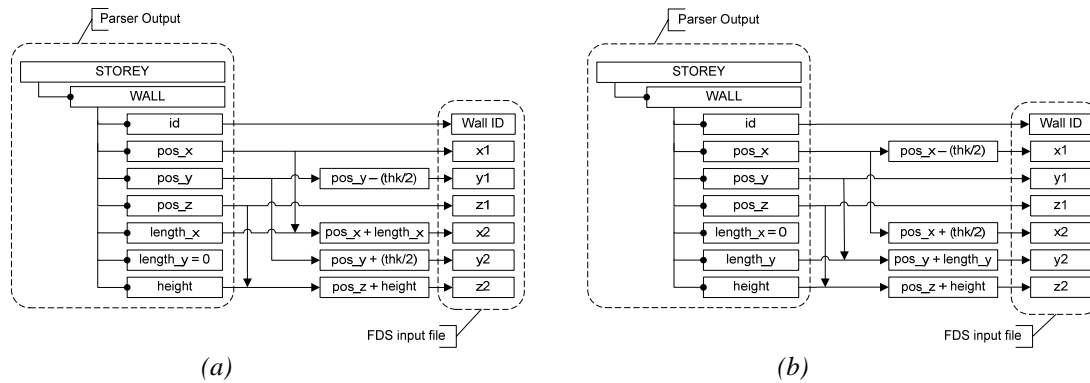 Parser Output
STOREY
WALL
id
Wall ID
pos_x
x1
pos_y
pos_y – (thk/2)
y1
pos_z
z1
length_x
pos_x + length_x
x2
length_y = 0
pos_y + (thk/2)
y2
height
pos_z + height
z2
FDS input file
(a)
Parser Output
STOREY
WALL
id
Wall ID
pos_x
pos_x – (thk/2)
x1
pos_y
y1
pos_z
z1
length_x = 0
pos_x + (thk/2)
x2
length_y
pos_y + length_y
y2
height
pos_z + height
z2
FDS input file
(b)